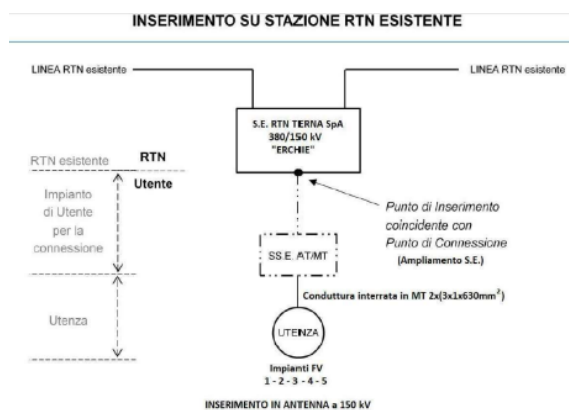 INSERIMENTO SU STAZIONE RTN ESISTENTE
LINEA RTN esistente
LINEA RTN esistente
S.E. RTN TERNA SpA
380/150 kV
"ERCHIE"
RTN esistente
RTN
Utente
Impianto
di Utente
per la
connessione
Punto di Inserimento
coincidente con
Punto di Connessione
(Ampliamento S.E.)
SS.E. AT/MT
Conduttura interrata in MT 2x(3x1x630mm²)
Utenza
UTEINZA
Impianti FV
1 - 2 - 3 - 4 - 5
INSERIMENTO IN ANTENNA a 150 kV